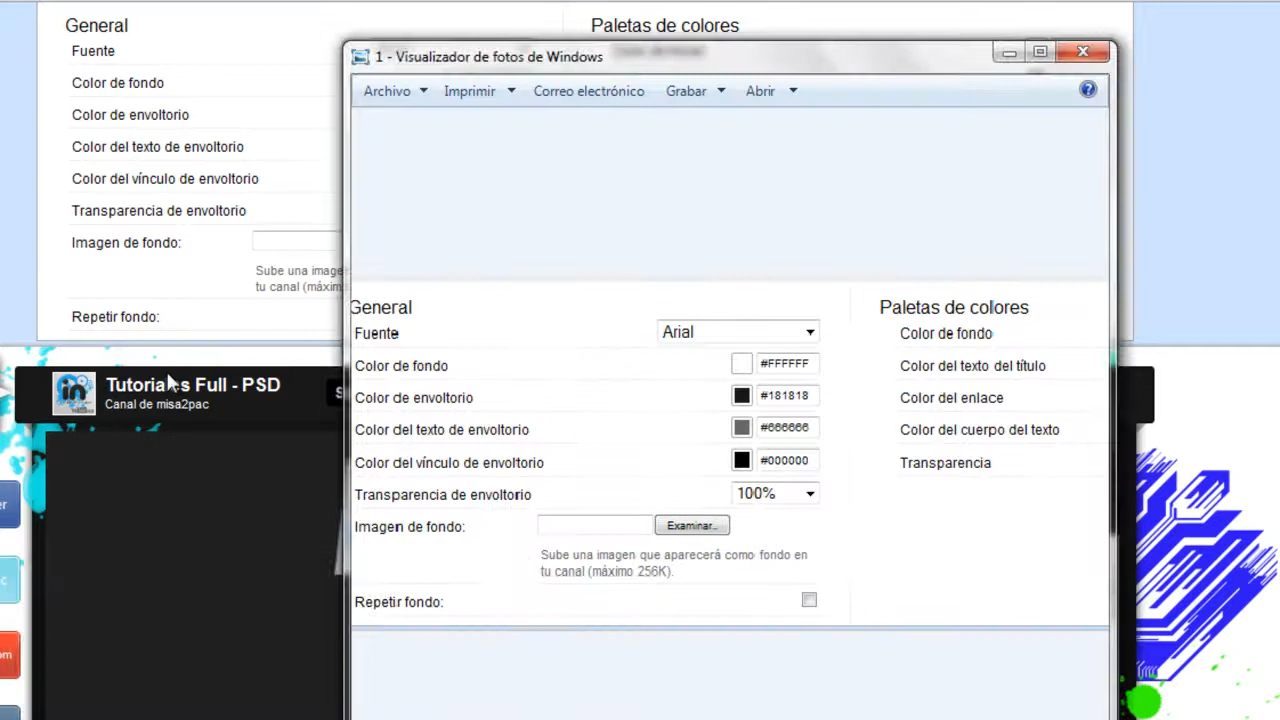 General
Paletas de colores
Fuente
Color de fondo
Color de envoltorio
Color del texto de envoltorio
Color del vínculo de envoltorio
Transparencia de envoltorio
Imagen de fondo:
Sube una image
tu canal (máxim
Repetir fondo:
Tutoriales Full - PSD
Canal de misa2pac
S
er
c
om
1 - Visualizador de fotos de Windows
Archivo
Imprimir
Correo electrónico
Grabar
Abrir
?
General
Paletas de colores
Fuente
Arial
Color de fondo
Color de fondo
#FFFFFF
Color del texto del título
Color de envoltorio
#181818
Color del enlace
Color del texto de envoltorio
#666666
Color del cuerpo del texto
Color del vínculo de envoltorio
#000000
Transparencia
Transparencia de envoltorio
100%
Imagen de fondo:
Examinar...
Sube una imagen que aparecerá como fondo en
tu canal (máximo 256K).
Repetir fondo: